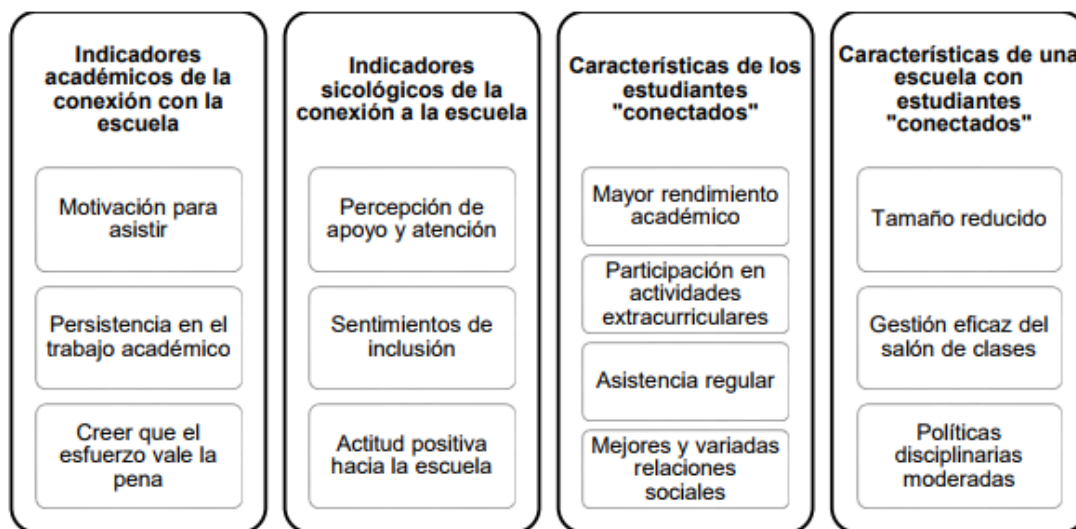 Indicadores
académicos de la
conexión con la
escuela
Motivación para
asistir
Persistencia en el
trabajo académico
Creer que el
esfuerzo vale la
pena
Indicadores
sicológicos de la
conexión a la escuela
Percepción de
apoyo y atención
Sentimientos de
inclusión
Actitud positiva
hacia la escuela
Características de los
estudiantes
"conectados"
Mayor rendimiento
académico
Participación en
actividades
extracurriculares
Asistencia regular
Mejores y variadas
relaciones
sociales
Características de una
escuela con
estudiantes
"conectados"
Tamaño reducido
Gestión eficaz del
salón de clases
Políticas
disciplinarias
moderadas